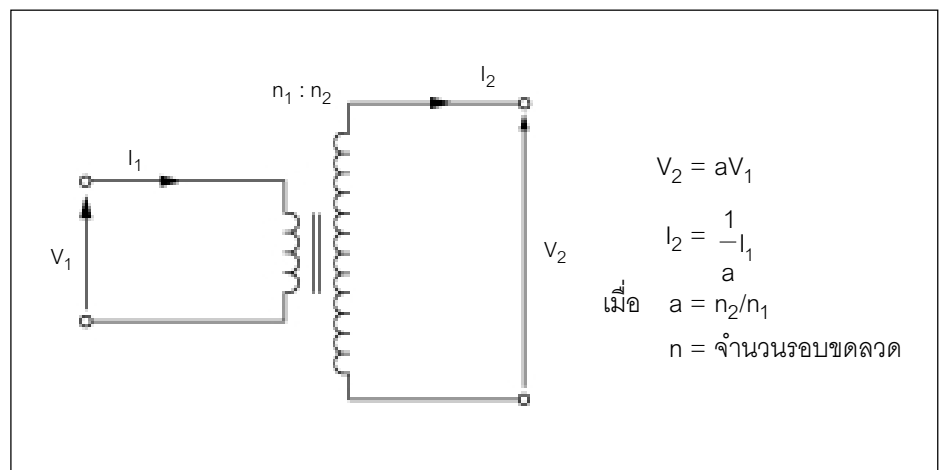 I₂
n₁ : n₂
I₁
V₁
V₂
V₂ = aV₁
I₂ = 1/a I₁
เมื่อ a = n₂/n₁
n = จำนวนรอบขดลวด